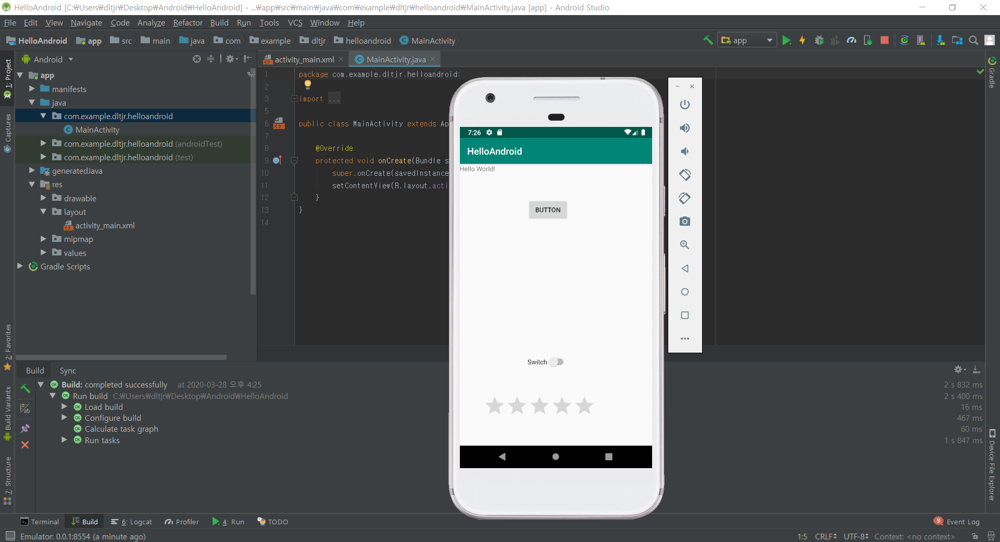 HelloAndroid [C:₩Users₩dltjr₩Desktop₩Android₩HelloAndroid] - ...₩app₩src₩main₩java₩com₩example₩dltjr₩helloandroid₩MainActivity.java [app] - Android Studio
File Edit View Navigate Code Analyze Refactor Build Run Tools VCS Window Help
HelloAndroid app src main java com example dltjr helloandroid MainActivity app
Android
activity_main.xml MainActivity.java
1: Project
Captures
2: Favorites
Build Variants
7: Structure
app
manifests
java
com.example.dltjr.helloandroid
MainActivity
com.example.dltjr.helloandroid (androidTest)
com.example.dltjr.helloandroid (test)
generatedJava
res
drawable
layout
activity_main.xml
mipmap
values
Gradle Scripts
1 package com.example.dltjr.helloandroid;
2
3 import ...
5
6 public class MainActivity extends Ap
7
8 @Override
9 protected void onCreate(Bundle s
10 super.onCreate(savedInstance
11 setContentView(R.layout.acti
12 }
13 }
14
7:26
HelloAndroid
Hello World!
BUTTON
Switch
Gradle
Device File Explorer
Build Sync
Build: completed successfully at 2020-03-28 오후 4:25 2 s 832 ms
Run build C:₩Users₩dltjr₩Desktop₩Android₩HelloAndroid 2 s 400 ms
Load build 16 ms
Configure build 467 ms
Calculate task graph 60 ms
Run tasks 1 s 847 ms
Terminal Build 6: Logcat Profiler 4: Run TODO 9 Event Log
Emulator: 0.0.1:8554 (a minute ago) 1:5 CRLF UTF-8 Context: <no context>